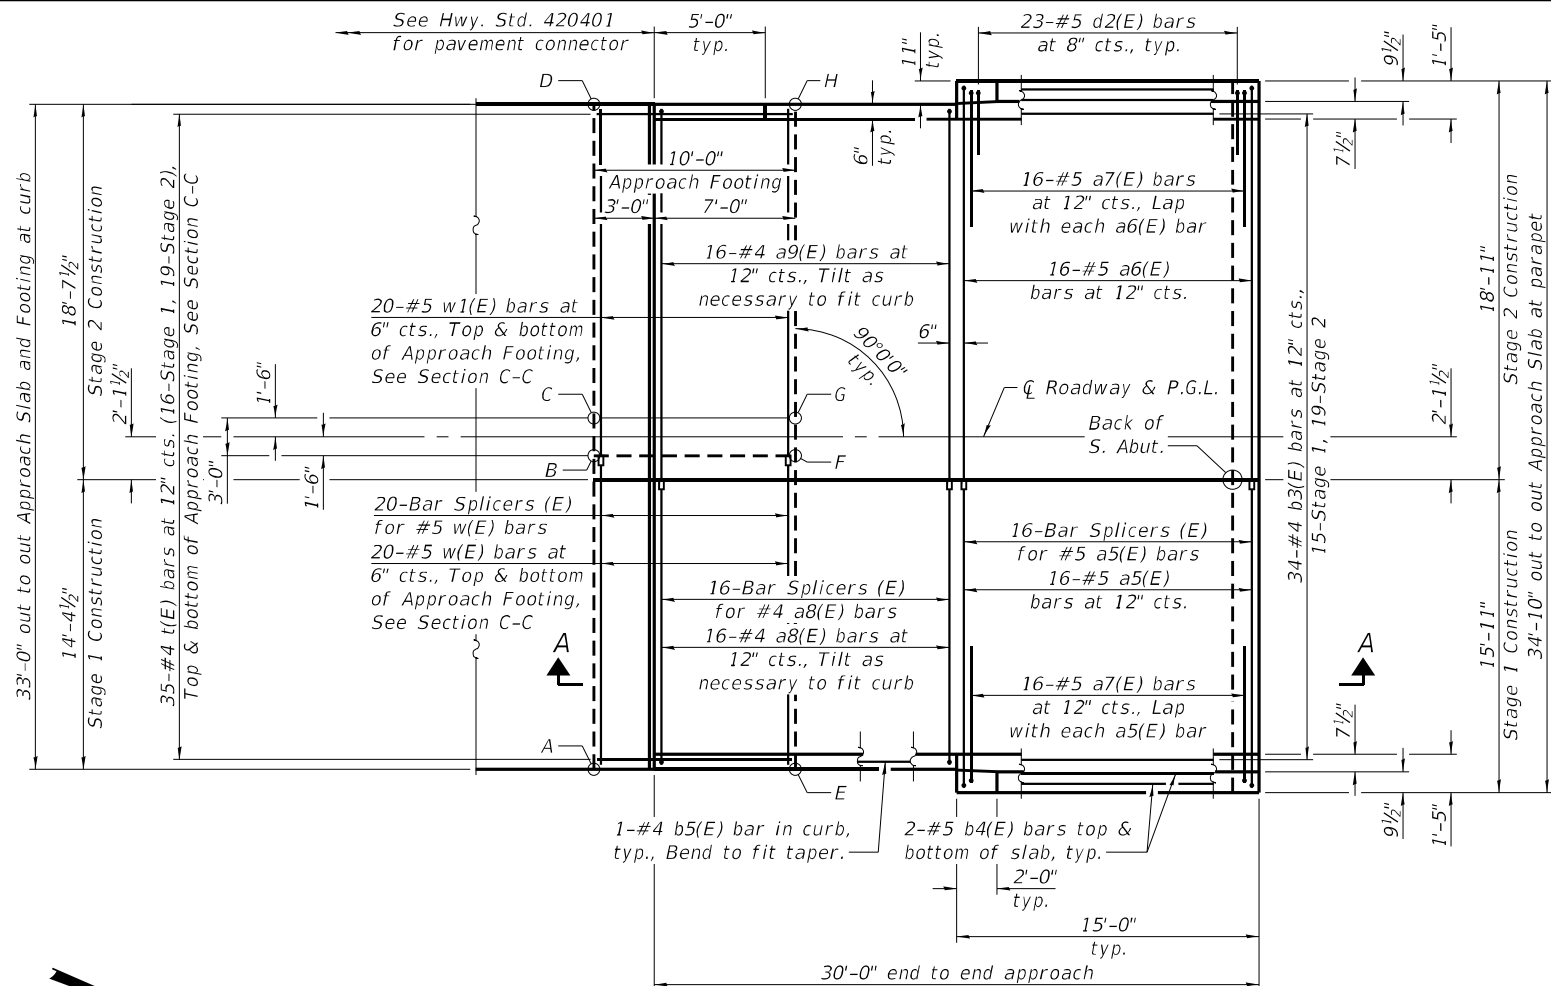 See Hwy. Std. 420401
for pavement connector
5'-0"
typ.
11"
typ.
23-#5 d2(E) bars
at 8" cts., typ.
9½"
1'-5"
D
H
10'-0"
Approach Footing
3'-0"
7'-0"
6"
typ.
7½"
16-#5 a7(E) bars
at 12" cts., Lap
with each a6(E) bar
16-#4 a9(E) bars at
12" cts., Tilt as
necessary to fit curb
16-#5 a6(E)
bars at 12" cts.
20-#5 w1(E) bars at
6" cts., Top & bottom
of Approach Footing,
See Section C-C
6"
90°0'0"
typ.
C
G
℄ Roadway & P.G.L.
Back of
S. Abut.
B
F
33'-0" out to out Approach Slab and Footing at curb
18'-7½"
Stage 2 Construction
2'-1½"
14'-4½"
Stage 1 Construction
35-#4 t(E) bars at 12" cts. (16-Stage 1, 19-Stage 2),
Top & bottom of Approach Footing, See Section C-C
1'-6"
3'-0"
1'-6"
20-Bar Splicers (E)
for #5 w(E) bars
20-#5 w(E) bars at
6" cts., Top & bottom
of Approach Footing,
See Section C-C
16-Bar Splicers (E)
for #4 a8(E) bars
16-#4 a8(E) bars at
12" cts., Tilt as
necessary to fit curb
16-Bar Splicers (E)
for #5 a5(E) bars
16-#5 a5(E)
bars at 12" cts.
34-#4 b3(E) bars at 12" cts.,
15-Stage 1, 19-Stage 2
18'-11"
Stage 2 Construction
2'-1½"
15'-11"
Stage 1 Construction
34'-10" out to out Approach Slab at parapet
A
A
16-#5 a7(E) bars
at 12" cts., Lap
with each a5(E) bar
7½"
9½"
1'-5"
A
E
1-#4 b5(E) bar in curb,
typ., Bend to fit taper.
2-#5 b4(E) bars top &
bottom of slab, typ.
2'-0"
typ.
15'-0"
typ.
30'-0" end to end approach